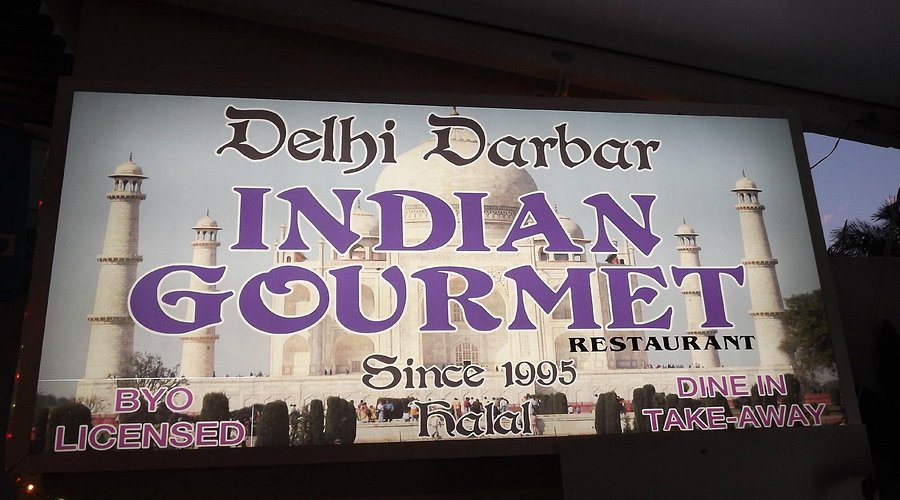 Delhi Darbar
INDIAN
GOURMET
RESTAURANT
Since 1995
Halal
BYO
LICENSED
DINE IN
TAKE-AWAY